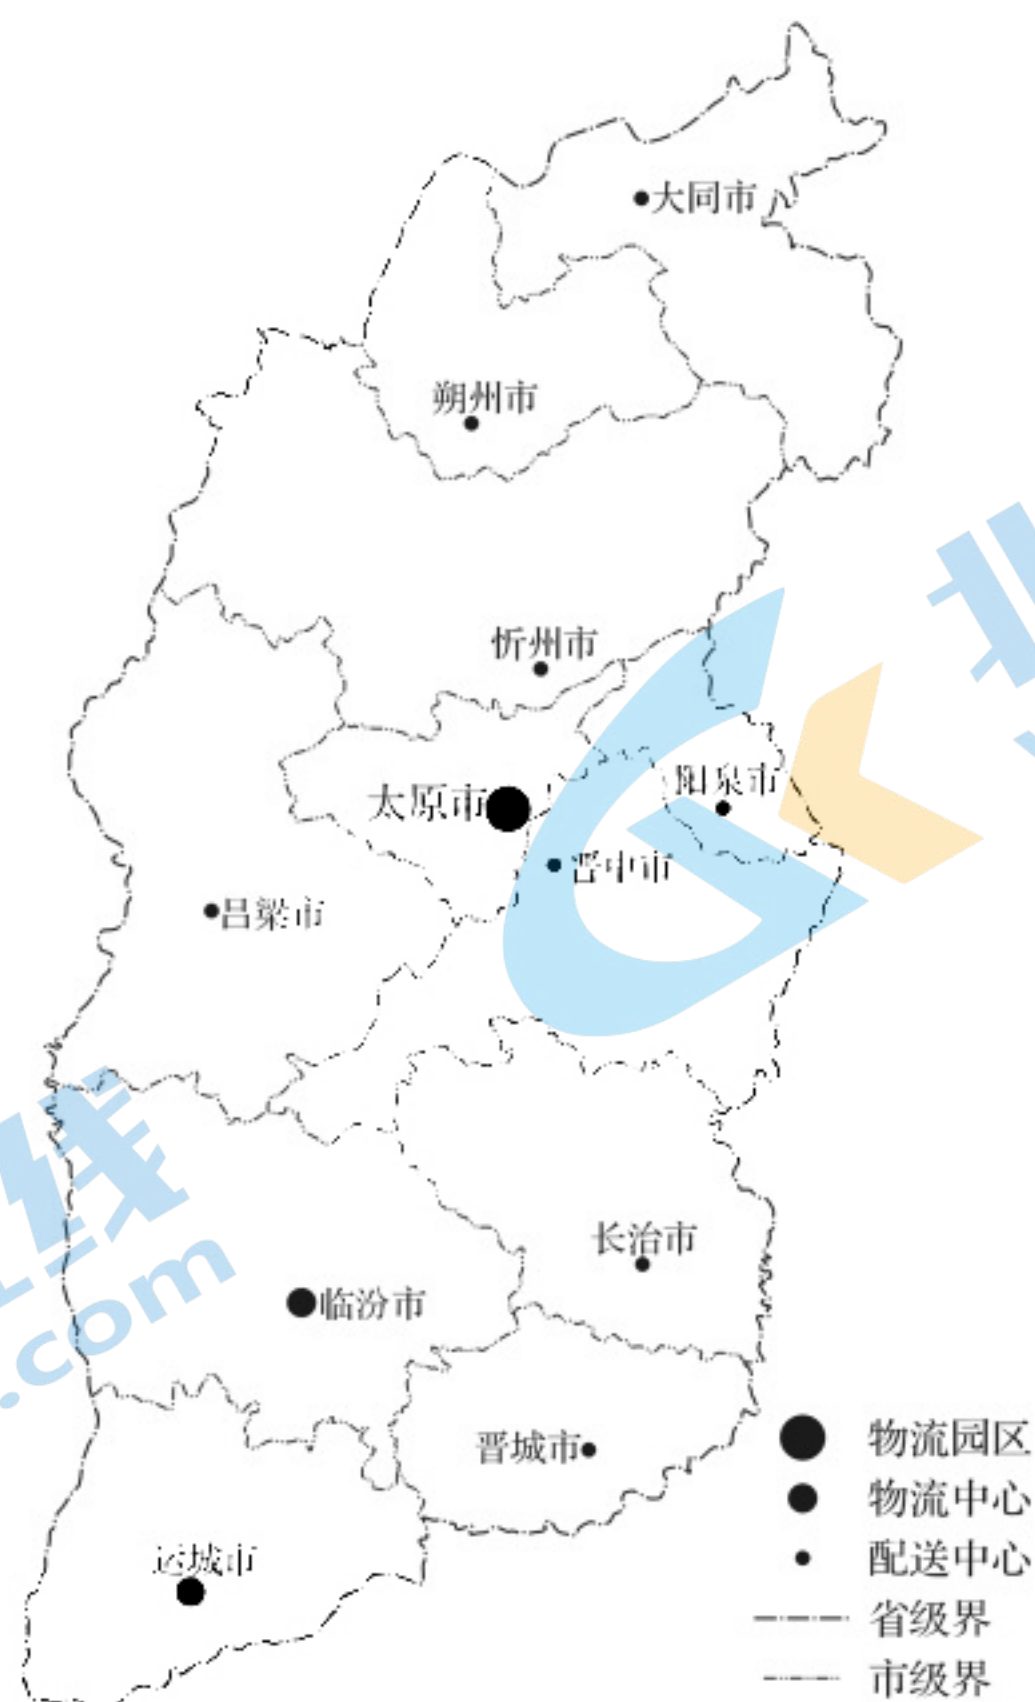 大同市
朔州市
忻州市
太原市
阳泉市
晋中市
吕梁市
长治市
临汾市
晋城市
运城市
物流园区
物流中心
配送中心
省级界
市级界
线
.com